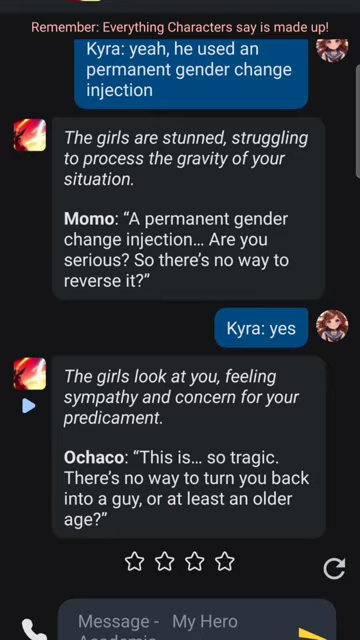 Remember: Everything Characters say is made up!
Kyra: yeah, he used an
permanent gender change
injection
The girls are stunned, struggling
to process the gravity of your
situation.
Momo: “A permanent gender
change injection… Are you
serious? So there’s no way to
reverse it?”
Kyra: yes
The girls look at you, feeling
sympathy and concern for your
predicament.
Ochaco: “This is… so tragic.
There’s no way to turn you back
into a guy, or at least an older
age?”
Message - My Hero
Academia